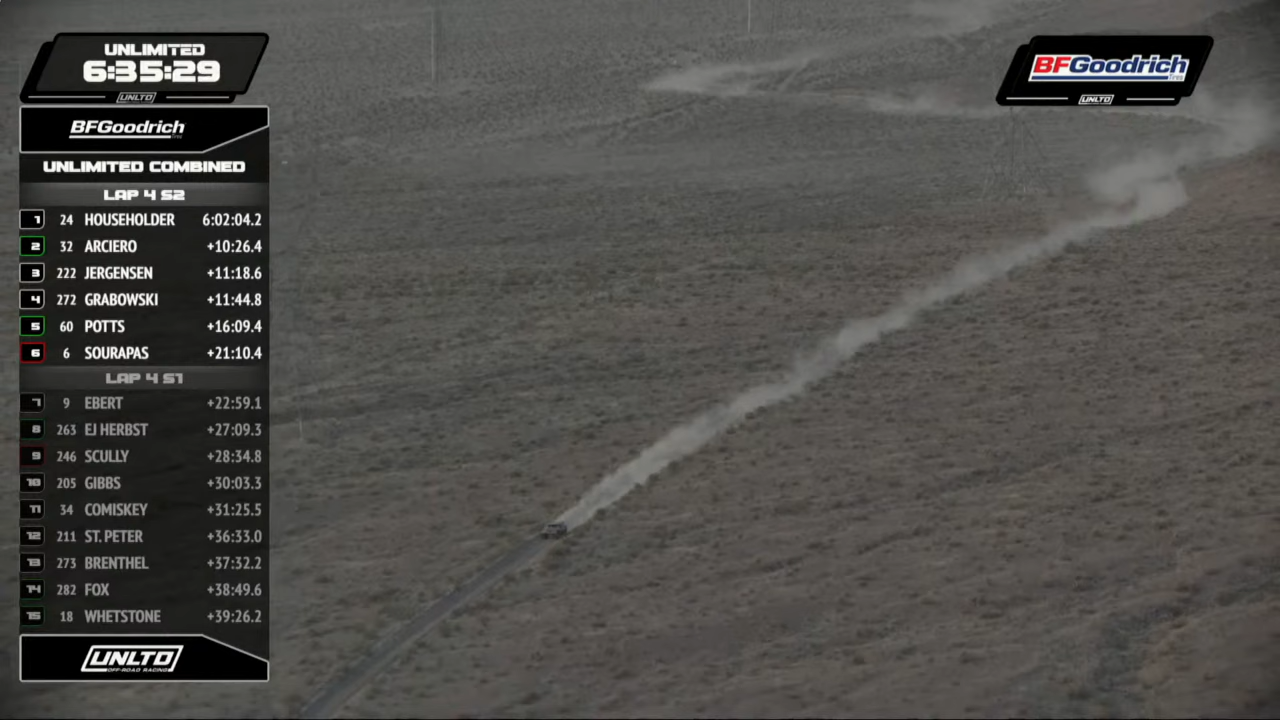 UNLIMITED
6:35:29
UNLTD
BFGoodrich
UNLIMITED COMBINED
LAP 4 S2
1 24 HOUSEHOLDER 6:02:04.2
2 32 ARCIERO +10:26.4
3 222 JERGENSEN +11:18.6
4 272 GRABOWSKI +11:44.8
5 60 POTTS +16:09.4
6 6 SOURAPAS +21:10.4
LAP 4 S1
7 9 EBERT +22:59.1
8 263 EJ HERBST +27:09.3
9 246 SCULLY +28:34.8
10 205 GIBBS +30:03.3
11 34 COMISKEY +31:25.5
12 211 ST. PETER +36:33.0
13 273 BRENTHEL +37:32.2
14 282 FOX +38:49.6
15 18 WHETSTONE +39:26.2
UNLTD
OFF-ROAD RACING
BFGoodrich
UNLTD